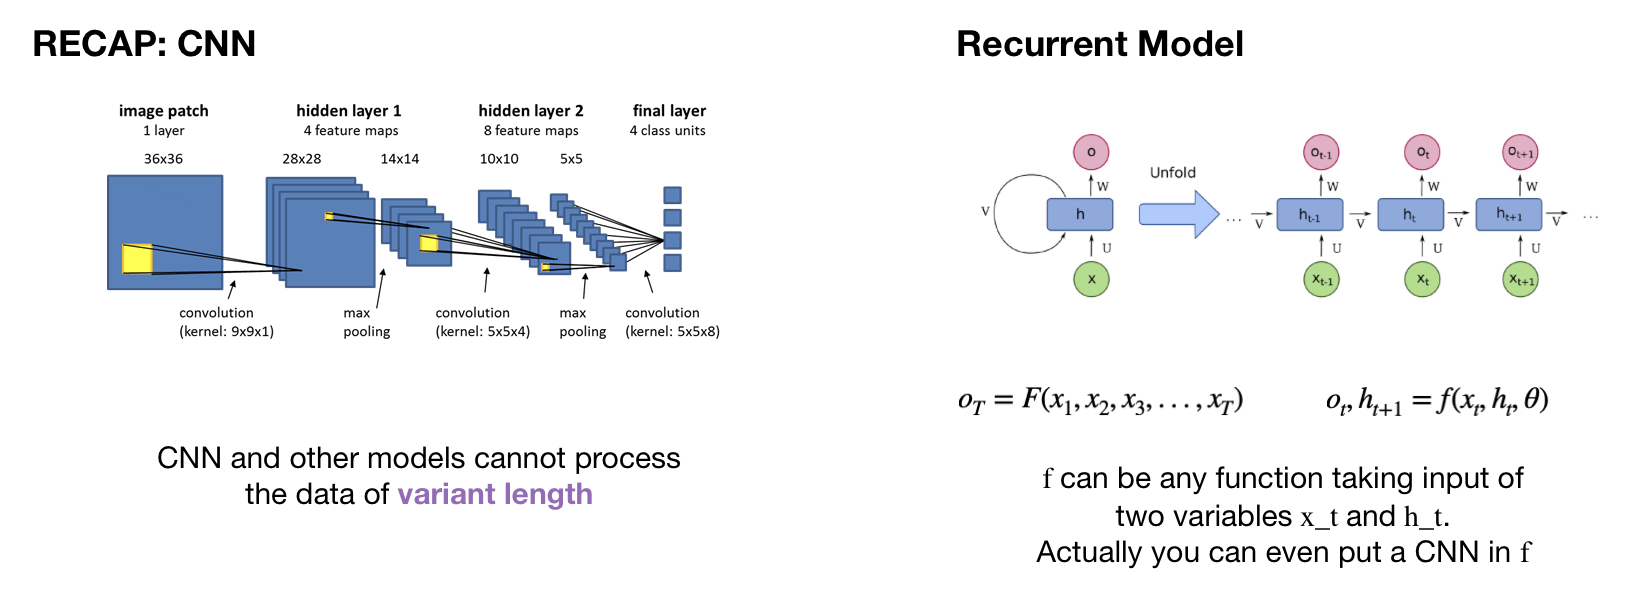 RECAP: CNN
image patch
1 layer
36x36
hidden layer 1
4 feature maps
28x28
14x14
hidden layer 2
8 feature maps
10x10
5x5
final layer
4 class units
convolution
(kernel: 9x9x1)
max
pooling
convolution
(kernel: 5x5x4)
max
pooling
convolution
(kernel: 5x5x8)
CNN and other models cannot process
the data of variant length
Recurrent Model
o
W
V
h
U
x
Unfold
...
V
o_{t-1}
W
h_{t-1}
V
U
x_{t-1}
o_t
W
h_t
V
U
x_t
o_{t+1}
W
h_{t+1}
V
U
x_{t+1}
...
o_T = F(x_1, x_2, x_3, . . . , x_T)
o_t, h_{t+1} = f(x_t, h_t, θ)
f can be any function taking input of
two variables x_t and h_t.
Actually you can even put a CNN in f